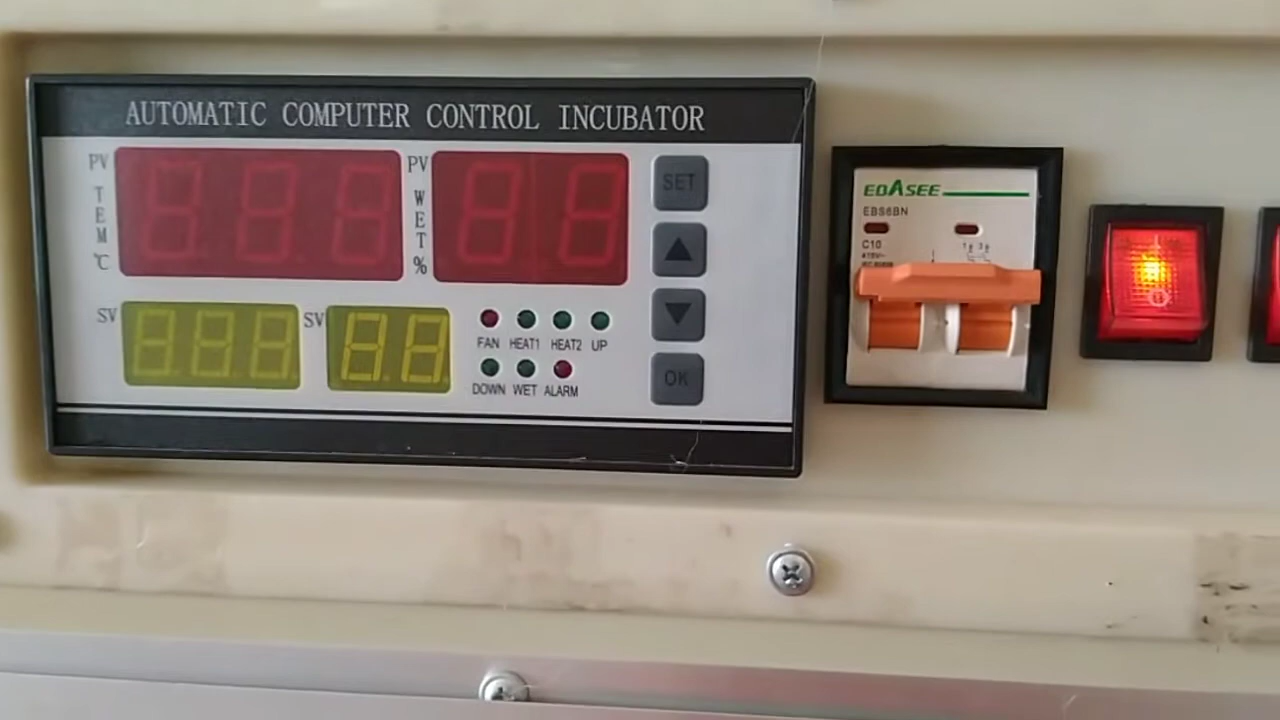 AUTOMATIC COMPUTER CONTROL INCUBATOR
PV
TEM
℃
PV
WET
%
SET
SV
SV
FAN HEAT1 HEAT2 UP
DOWN WET ALARM
OK
EBASEE
EBS6BN
C10